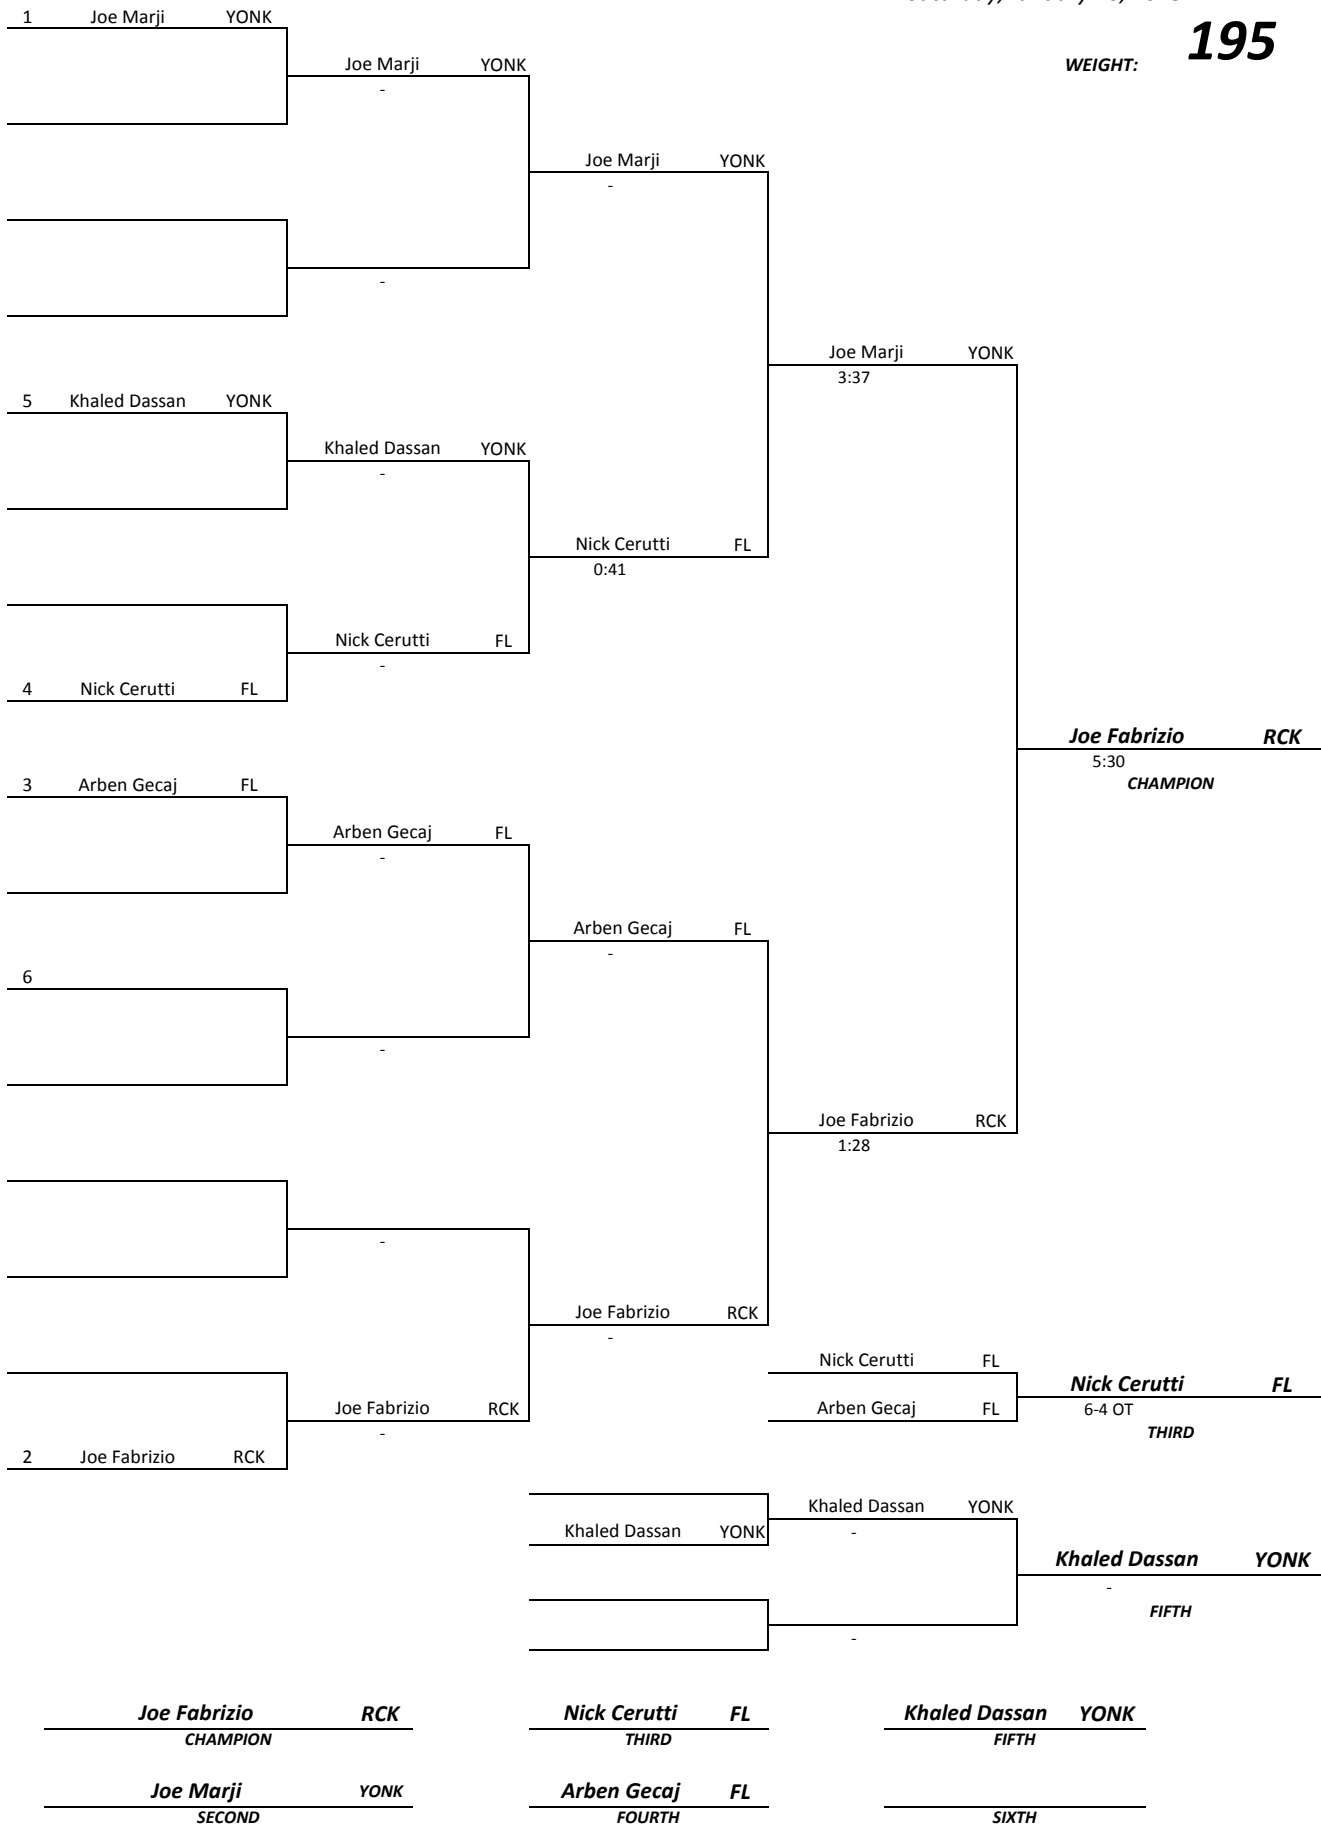 1 Joe Marji YONK
195
WEIGHT:
Joe Marji YONK
-
Joe Marji YONK
-
-
Joe Marji YONK
3:37
5 Khaled Dassan YONK
Khaled Dassan YONK
-
Nick Cerutti FL
0:41
Nick Cerutti FL
-
4 Nick Cerutti FL
Joe Fabrizio RCK
5:30
CHAMPION
3 Arben Gecaj FL
Arben Gecaj FL
-
Arben Gecaj FL
-
6
-
Joe Fabrizio RCK
1:28
-
Joe Fabrizio RCK
-
Nick Cerutti FL
Nick Cerutti FL
Arben Gecaj FL
6-4 OT
THIRD
Joe Fabrizio RCK
-
2 Joe Fabrizio RCK
Khaled Dassan YONK
-
Khaled Dassan YONK
Khaled Dassan YONK
-
FIFTH
-
Joe Fabrizio RCK Nick Cerutti FL Khaled Dassan YONK
CHAMPION THIRD FIFTH
Joe Marji YONK Arben Gecaj FL
SECOND FOURTH SIXTH